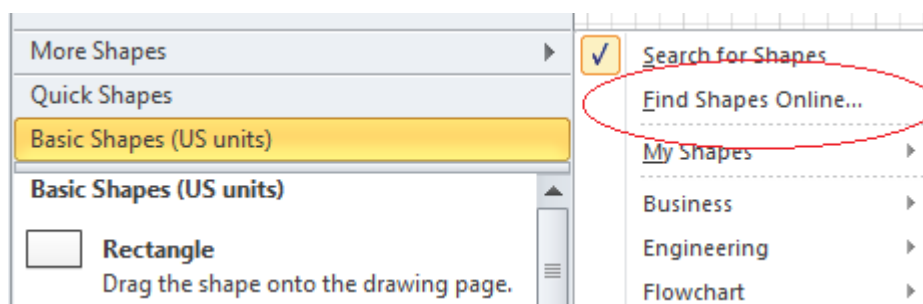 More Shapes
Quick Shapes
Basic Shapes (US units)
Basic Shapes (US units)
Rectangle
Drag the shape onto the drawing page.
Search for Shapes
Find Shapes Online...
My Shapes
Business
Engineering
Flowchart